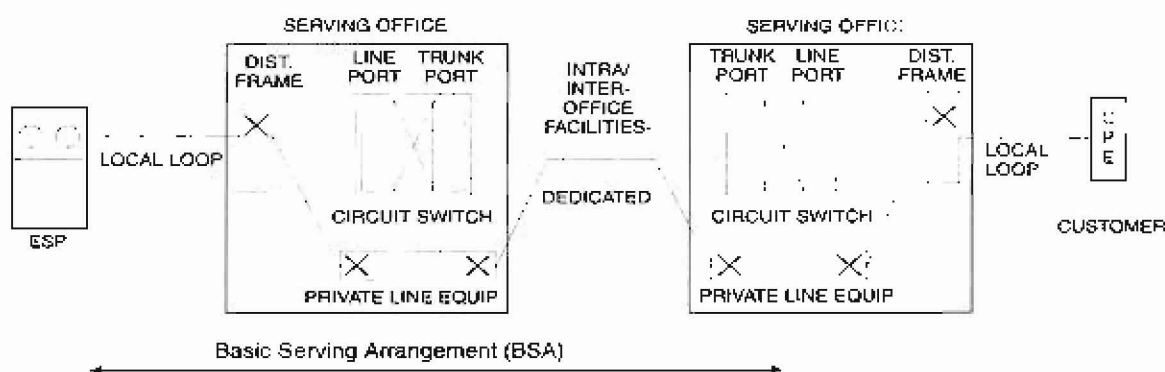 SERVING OFFICE
DIST.
FRAME
LINE
PORT
TRUNK
PORT
ESP
LOCAL LOOP
CIRCUIT SWITCH
PRIVATE LINE EQUIP
INTRA/
INTER-
OFFICE
FACILITIES-
DEDICATED
SERVING OFFIC
TRUNK
PORT
LINE
PORT
DIST.
FRAME
CIRCUIT SWITCH
PRIVATE LINE EQUIP
LOCAL
LOOP
C
P
E
CUSTOMER
Basic Serving Arrangement (BSA)